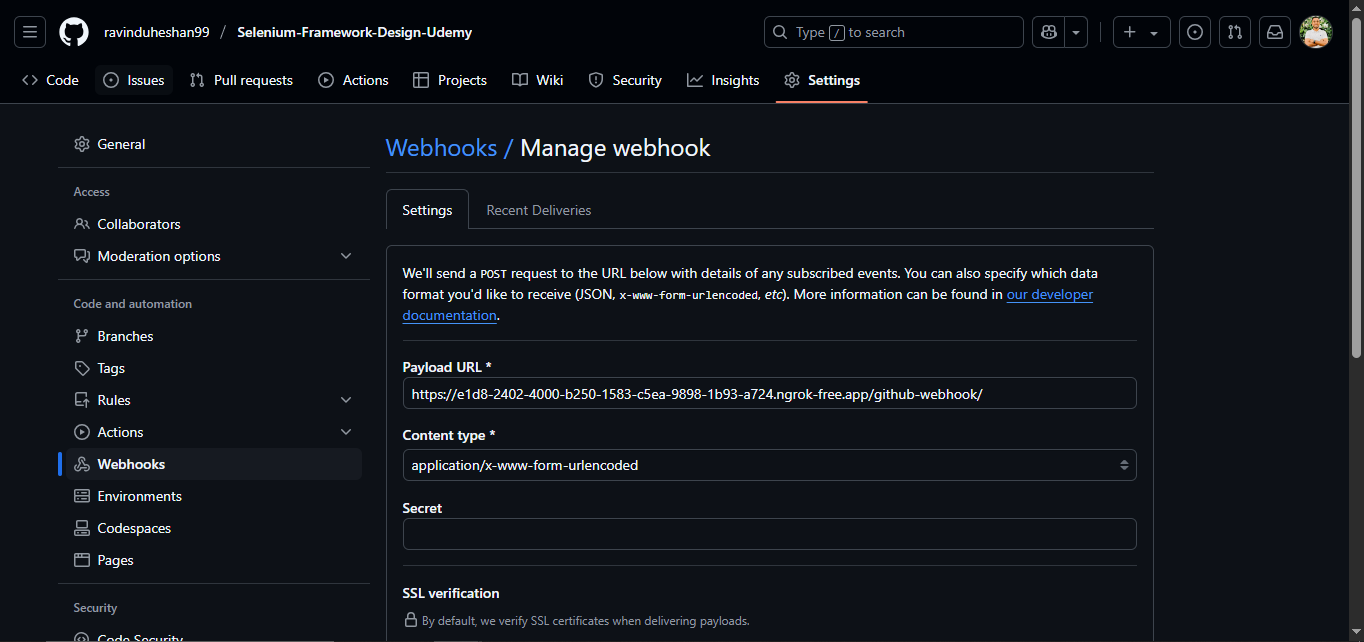 ravinduheshan99 / Selenium-Framework-Design-Udemy
Type / to search
Code Issues Pull requests Actions Projects Wiki Security Insights Settings
General
Access
Collaborators
Moderation options
Code and automation
Branches
Tags
Rules
Actions
Webhooks
Environments
Codespaces
Pages
Security
Code Security
Webhooks / Manage webhook
Settings Recent Deliveries
We'll send a POST request to the URL below with details of any subscribed events. You can also specify which data
format you'd like to receive (JSON, x-www-form-urlencoded, etc). More information can be found in our developer
documentation.
Payload URL *
https://e1d8-2402-4000-b250-1583-c5ea-9898-1b93-a724.ngrok-free.app/github-webhook/
Content type *
application/x-www-form-urlencoded
Secret
SSL verification
By default, we verify SSL certificates when delivering payloads.